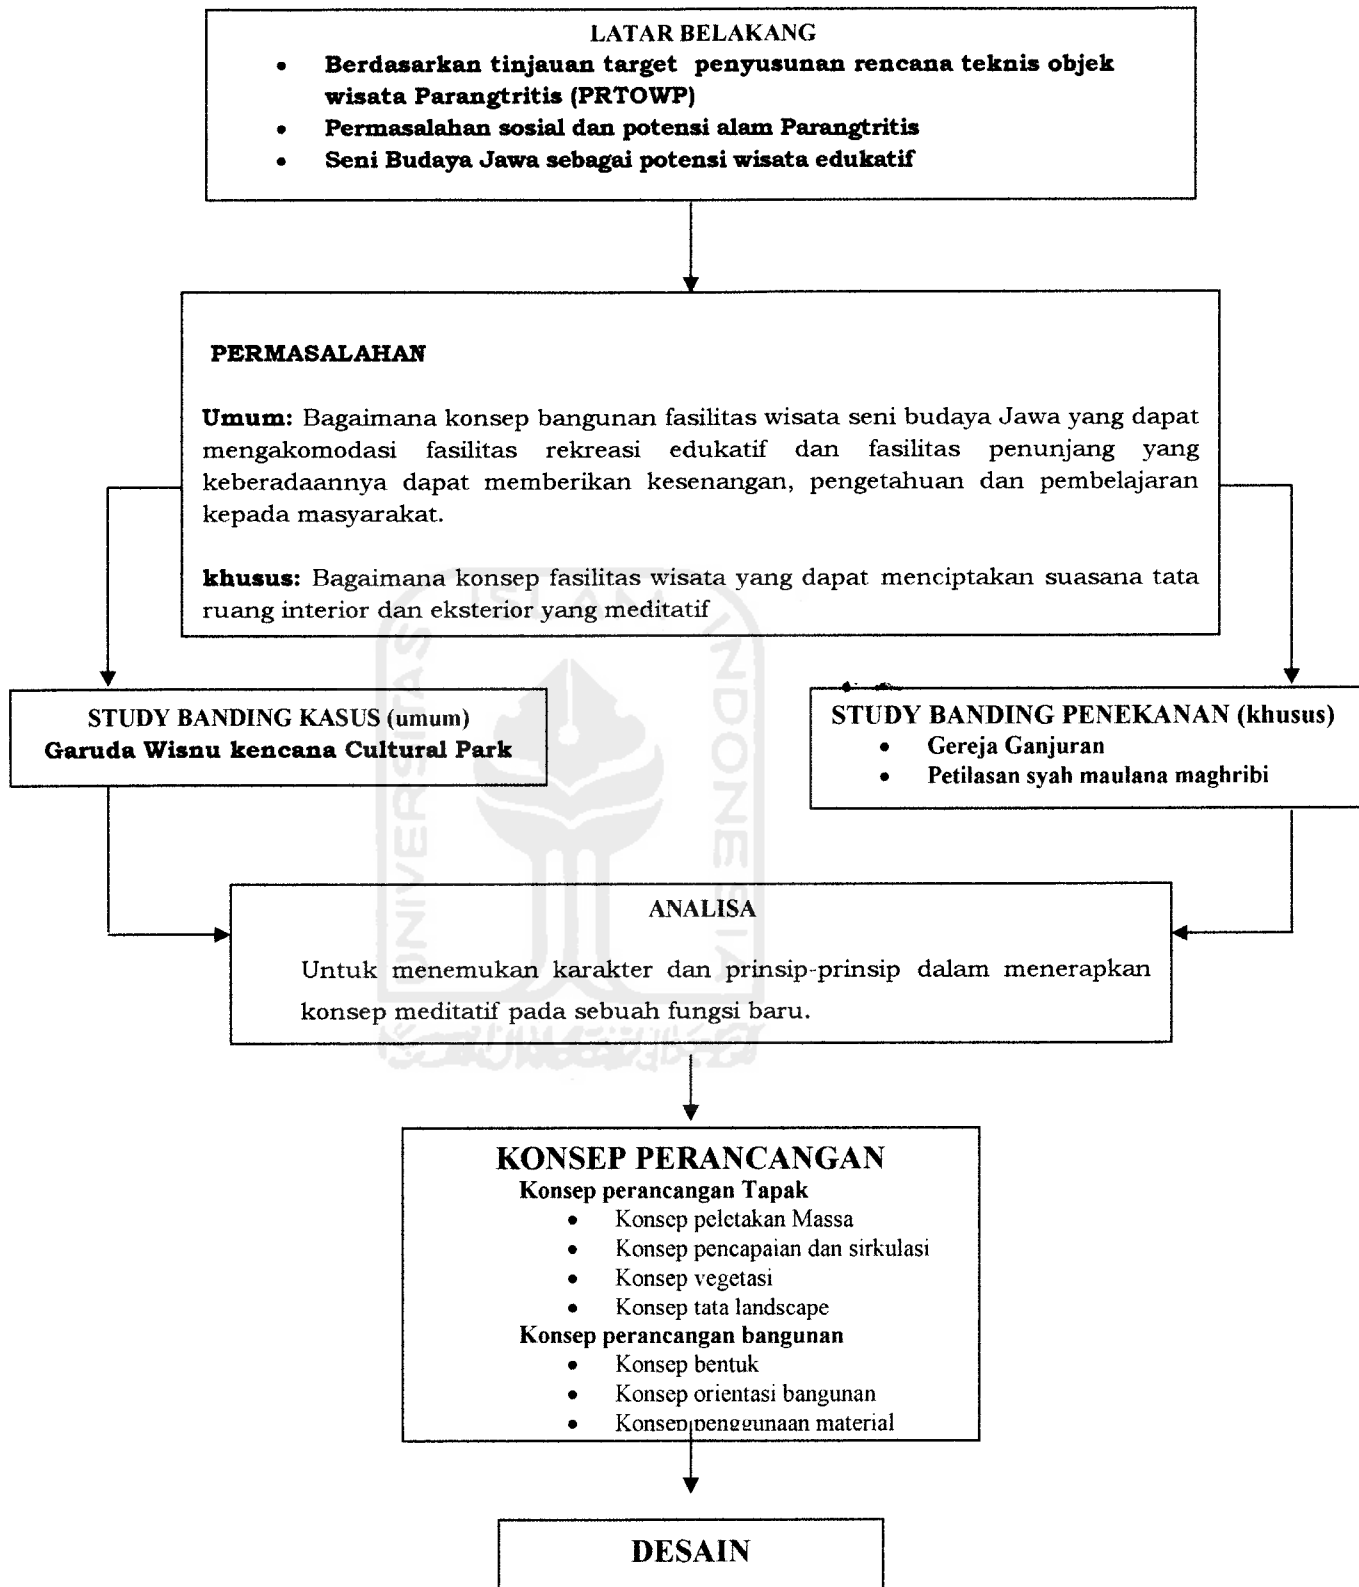 LATAR BELAKANG
• Berdasarkan tinjauan target penyusunan rencana teknis objek
wisata Parangtritis (PRTOWP)
• Permasalahan sosial dan potensi alam Parangtritis
• Seni Budaya Jawa sebagai potensi wisata edukatif
PERMASALAHAN
Umum: Bagaimana konsep bangunan fasilitas wisata seni budaya Jawa yang dapat
mengakomodasi fasilitas rekreasi edukatif dan fasilitas penunjang yang
keberadaannya dapat memberikan kesenangan, pengetahuan dan pembelajaran
kepada masyarakat.
khusus: Bagaimana konsep fasilitas wisata yang dapat menciptakan suasana tata
ruang interior dan eksterior yang meditatif
STUDY BANDING KASUS (umum)
Garuda Wisnu kencana Cultural Park
STUDY BANDING PENEKANAN (khusus)
• Gereja Ganjuran
• Petilasan syah maulana maghribi
ANALISA
Untuk menemukan karakter dan prinsip-prinsip dalam menerapkan
konsep meditatif pada sebuah fungsi baru.
KONSEP PERANCANGAN
Konsep perancangan Tapak
• Konsep peletakan Massa
• Konsep pencapaian dan sirkulasi
• Konsep vegetasi
• Konsep tata landscape
Konsep perancangan bangunan
• Konsep bentuk
• Konsep orientasi bangunan
• Konsep penggunaan material
DESAIN
UNIVERSITAS
ISLAM
INDONESIA